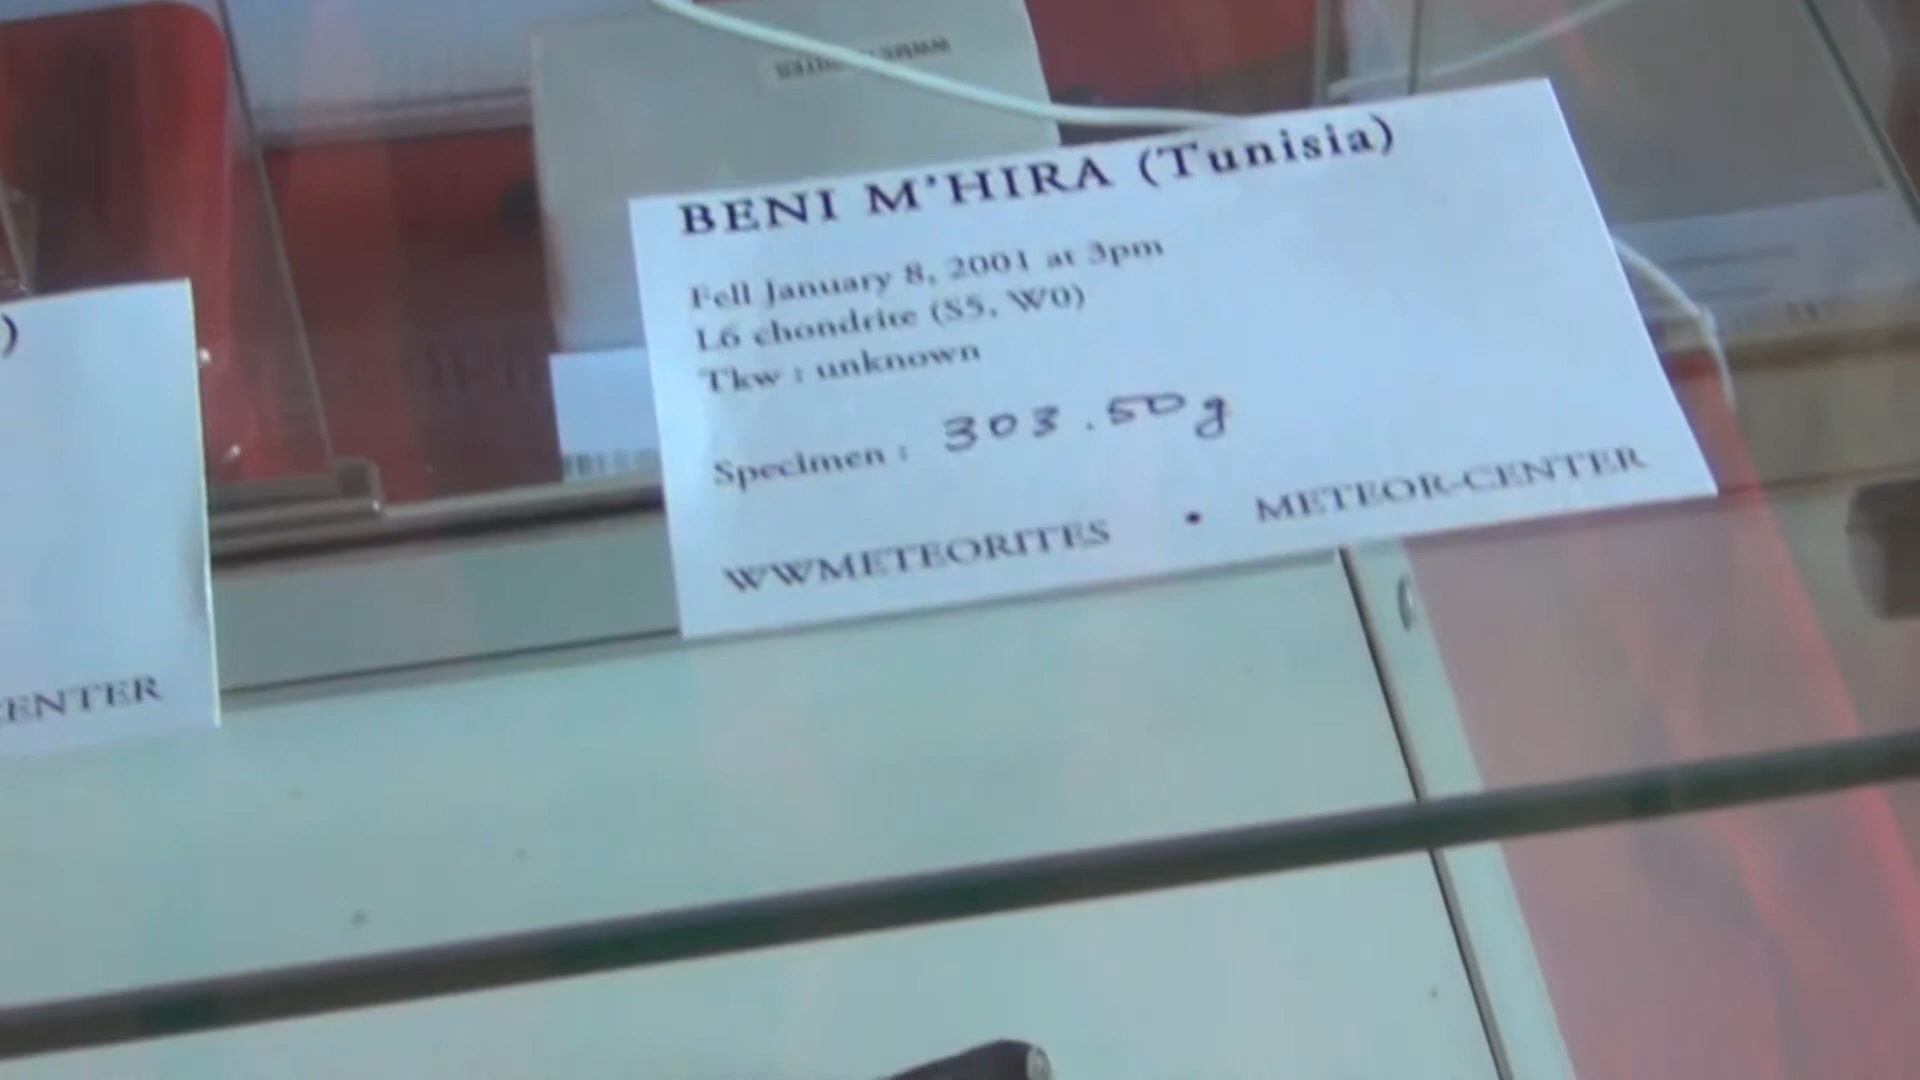 BENI M'HIRA (Tunisia)
Fell January 8, 2001 at 3pm
L6 chondrite (S5, W0)
Tkw : unknown
Specimen : 303.50g
WWMETEORITES • METEOR-CENTER
)
CENTER